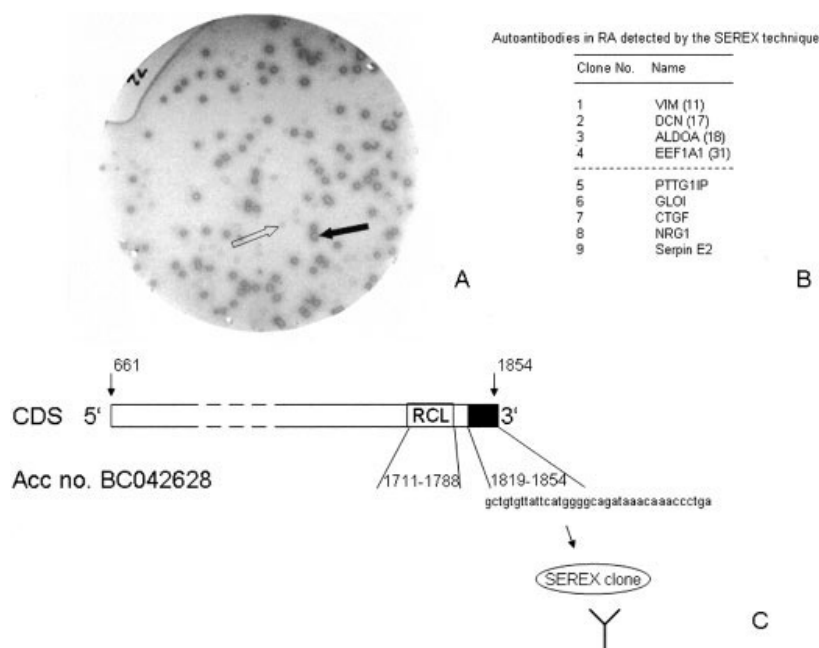 72
A
Autoantibodies in RA detected by the SEREX technique
Clone No. Name
1 VIM (11)
2 DCN (17)
3 ALDOA (18)
4 EEF1A1 (31)
5 PTTG1IP
6 GLOI
7 CTGF
8 NRG1
9 Serpin E2
B
661 1854
CDS 5' RCL 3'
Acc no. BC042628 1711-1788 1819-1854
gctgtgttattcatggggcagataaacaaaccctga
SEREX clone
C